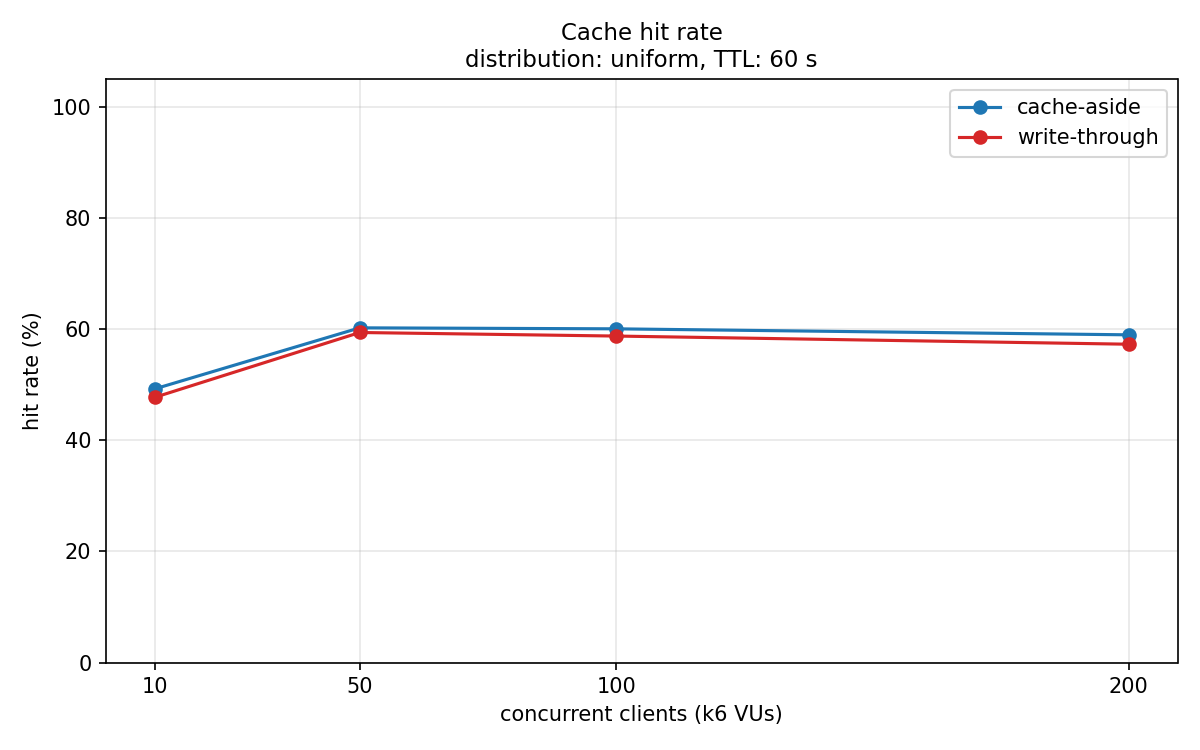 Cache hit rate
distribution: uniform, TTL: 60 s
cache-aside
write-through
hit rate (%)
100
80
60
40
20
0
10 50 100 200
concurrent clients (k6 VUs)